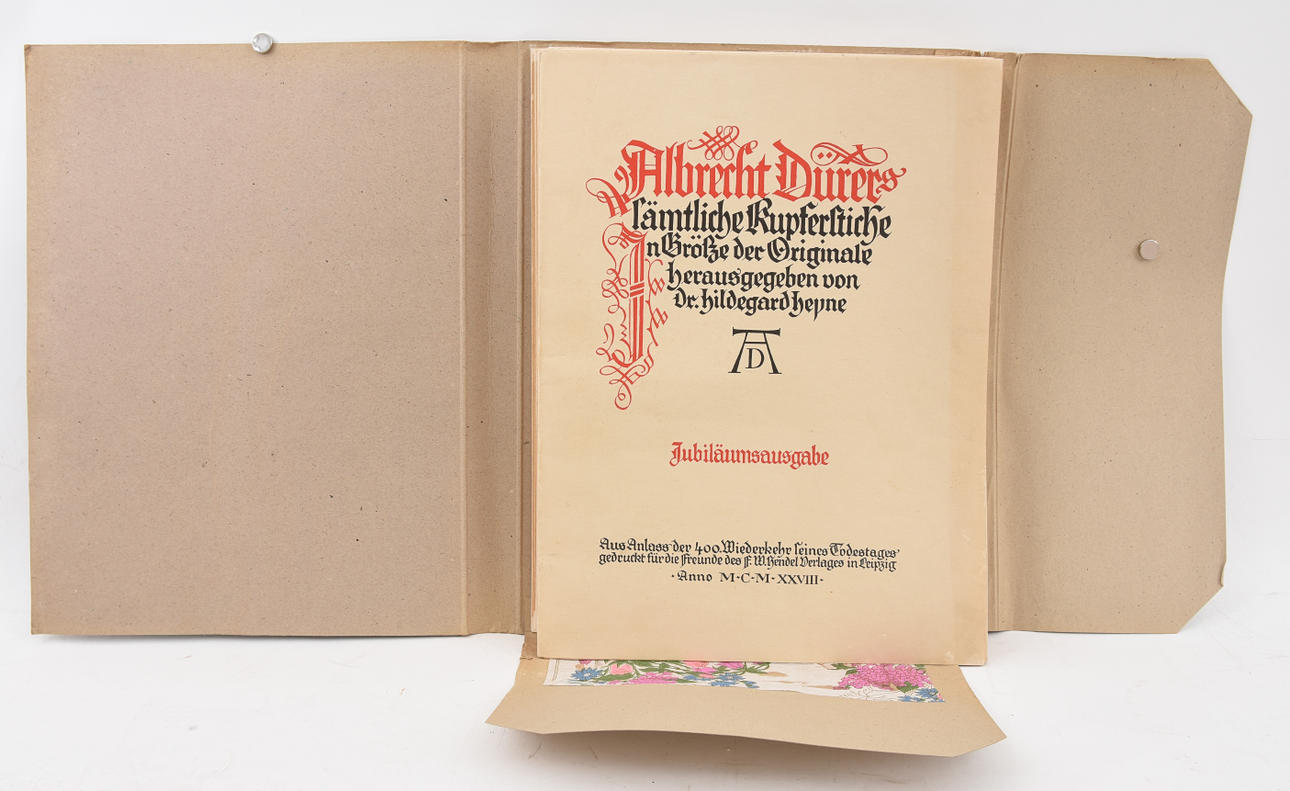 Albrecht Dürers
sämtliche Kupferstiche
In Größe der Originale
herausgegeben von
Dr. Hildegard Heyne
AD
Jubiläumsausgabe
Aus Anlass der 400. Wiederkehr seines Todestages
gedruckt für die Freunde des F. W. Hendel Verlages in Leipzig
· Anno M·C·M·XXVIII·